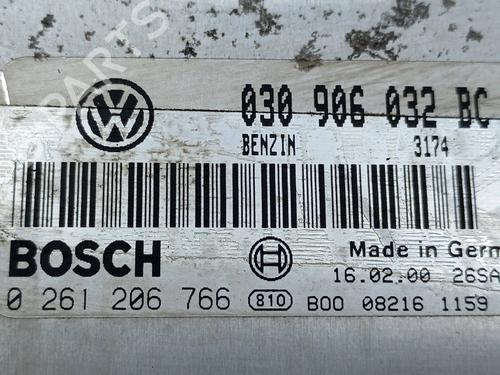 030 906 032 BC
BENZIN 3174
BOSCH
Made in Germ
16.02.00 26SA
0 261 206 766 810 B00 08216 1159
PARTS